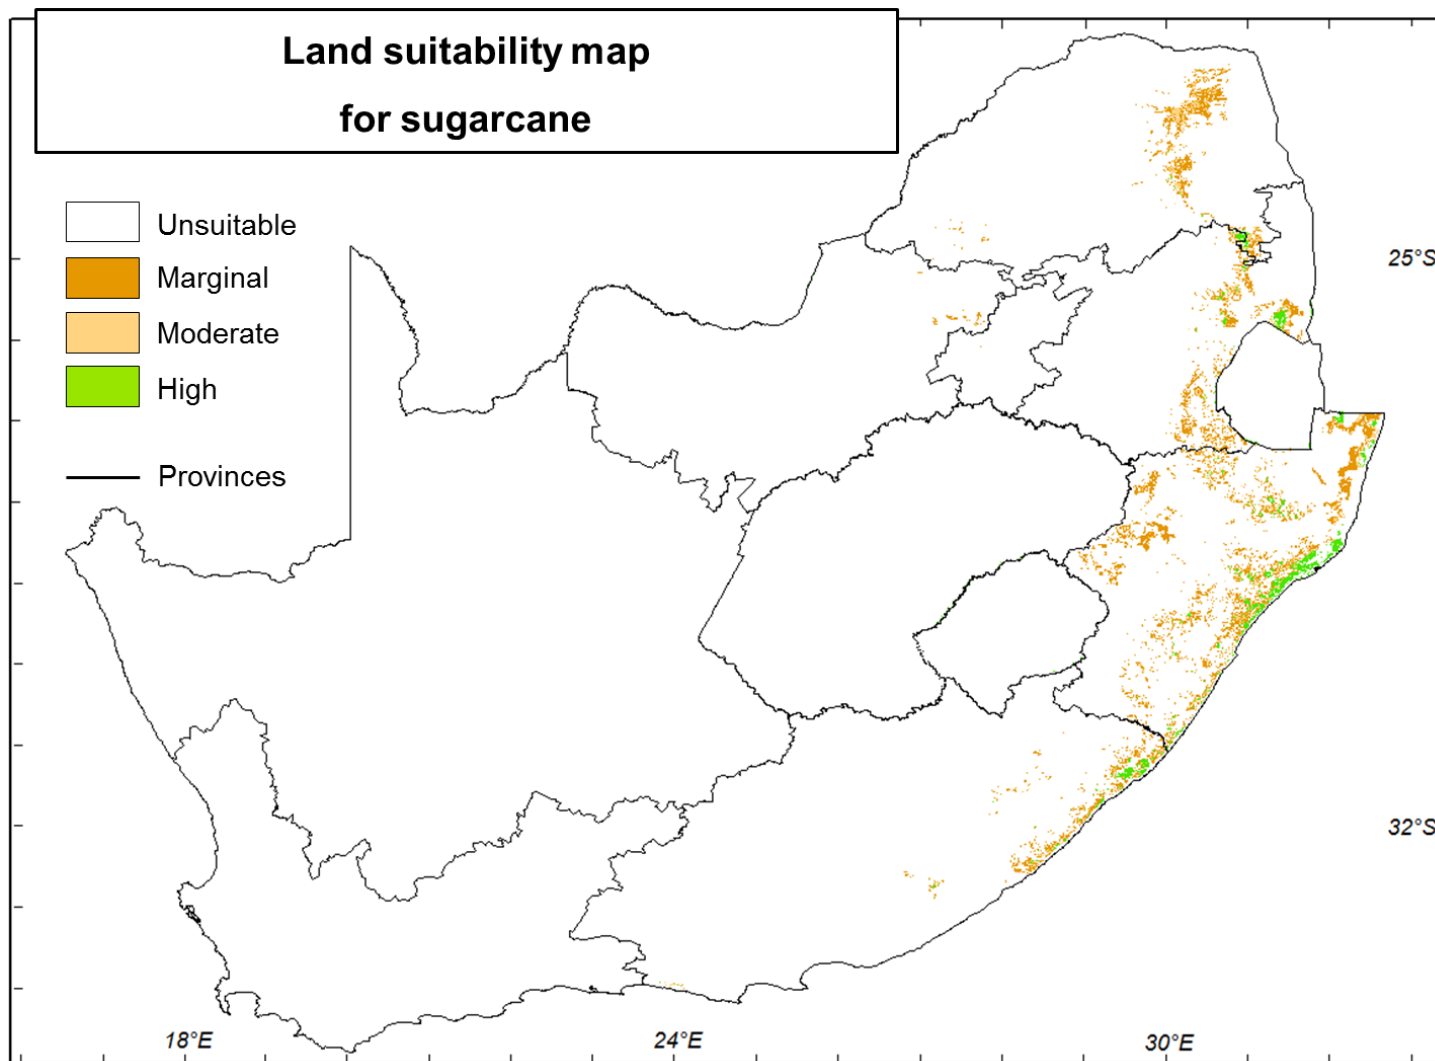 Land suitability map
for sugarcane
Unsuitable
Marginal
Moderate
High
Provinces
25°S
32°S
18°E
24°E
30°E